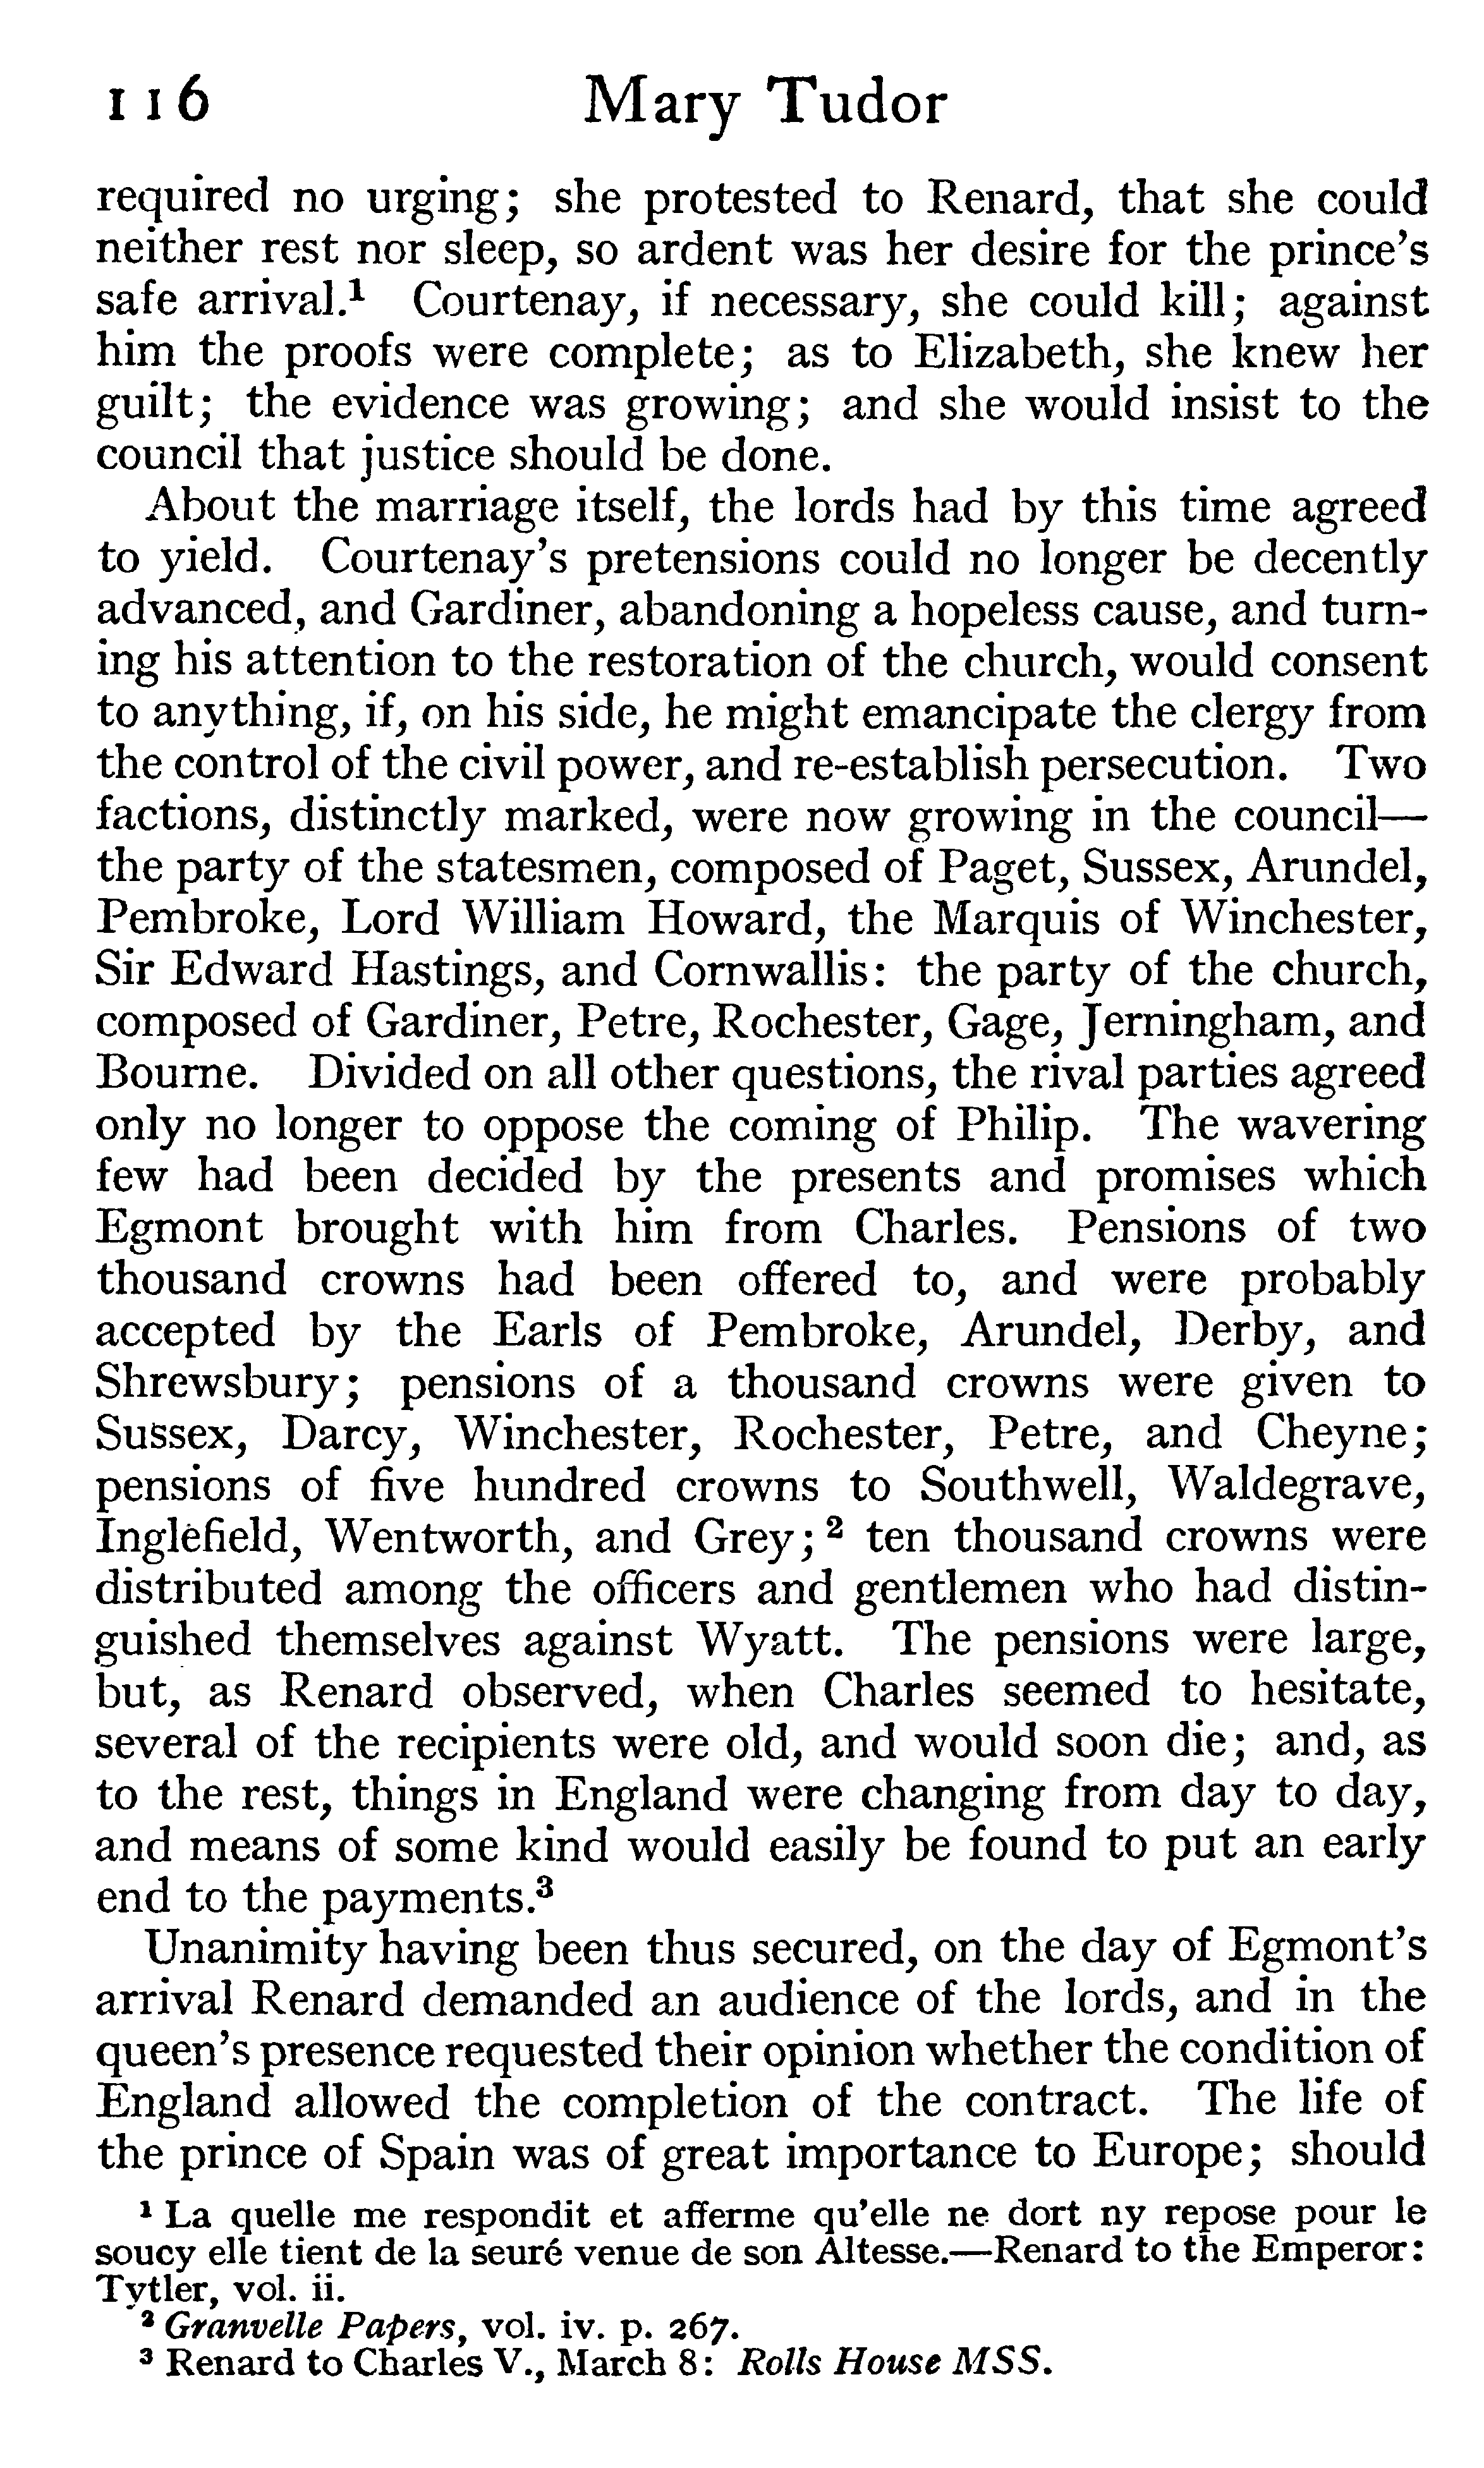 116 Mary Tudor
required no urging; she protested to Renard, that she could
neither rest nor sleep, so ardent was her desire for the prince's
safe arrival.¹ Courtenay, if necessary, she could kill; against
him the proofs were complete; as to Elizabeth, she knew her
guilt; the evidence was growing; and she would insist to the
council that justice should be done.
About the marriage itself, the lords had by this time agreed
to yield. Courtenay's pretensions could no longer be decently
advanced, and Gardiner, abandoning a hopeless cause, and turn-
ing his attention to the restoration of the church, would consent
to anything, if, on his side, he might emancipate the clergy from
the control of the civil power, and re-establish persecution. Two
factions, distinctly marked, were now growing in the council—
the party of the statesmen, composed of Paget, Sussex, Arundel,
Pembroke, Lord William Howard, the Marquis of Winchester,
Sir Edward Hastings, and Cornwallis: the party of the church,
composed of Gardiner, Petre, Rochester, Gage, Jerningham, and
Bourne. Divided on all other questions, the rival parties agreed
only no longer to oppose the coming of Philip. The wavering
few had been decided by the presents and promises which
Egmont brought with him from Charles. Pensions of two
thousand crowns had been offered to, and were probably
accepted by the Earls of Pembroke, Arundel, Derby, and
Shrewsbury; pensions of a thousand crowns were given to
Sussex, Darcy, Winchester, Rochester, Petre, and Cheyne;
pensions of five hundred crowns to Southwell, Waldegrave,
Inglefield, Wentworth, and Grey;² ten thousand crowns were
distributed among the officers and gentlemen who had distin-
guished themselves against Wyatt. The pensions were large,
but, as Renard observed, when Charles seemed to hesitate,
several of the recipients were old, and would soon die; and, as
to the rest, things in England were changing from day to day,
and means of some kind would easily be found to put an early
end to the payments.³
Unanimity having been thus secured, on the day of Egmont's
arrival Renard demanded an audience of the lords, and in the
queen's presence requested their opinion whether the condition of
England allowed the completion of the contract. The life of
the prince of Spain was of great importance to Europe; should
¹ La quelle me respondit et afferme qu'elle ne dort ny repose pour le
soucy elle tient de la seuré venue de son Altesse.—Renard to the Emperor:
Tytler, vol. ii.
² Granvelle Papers, vol. iv. p. 267.
³ Renard to Charles V., March 8: Rolls House MSS.